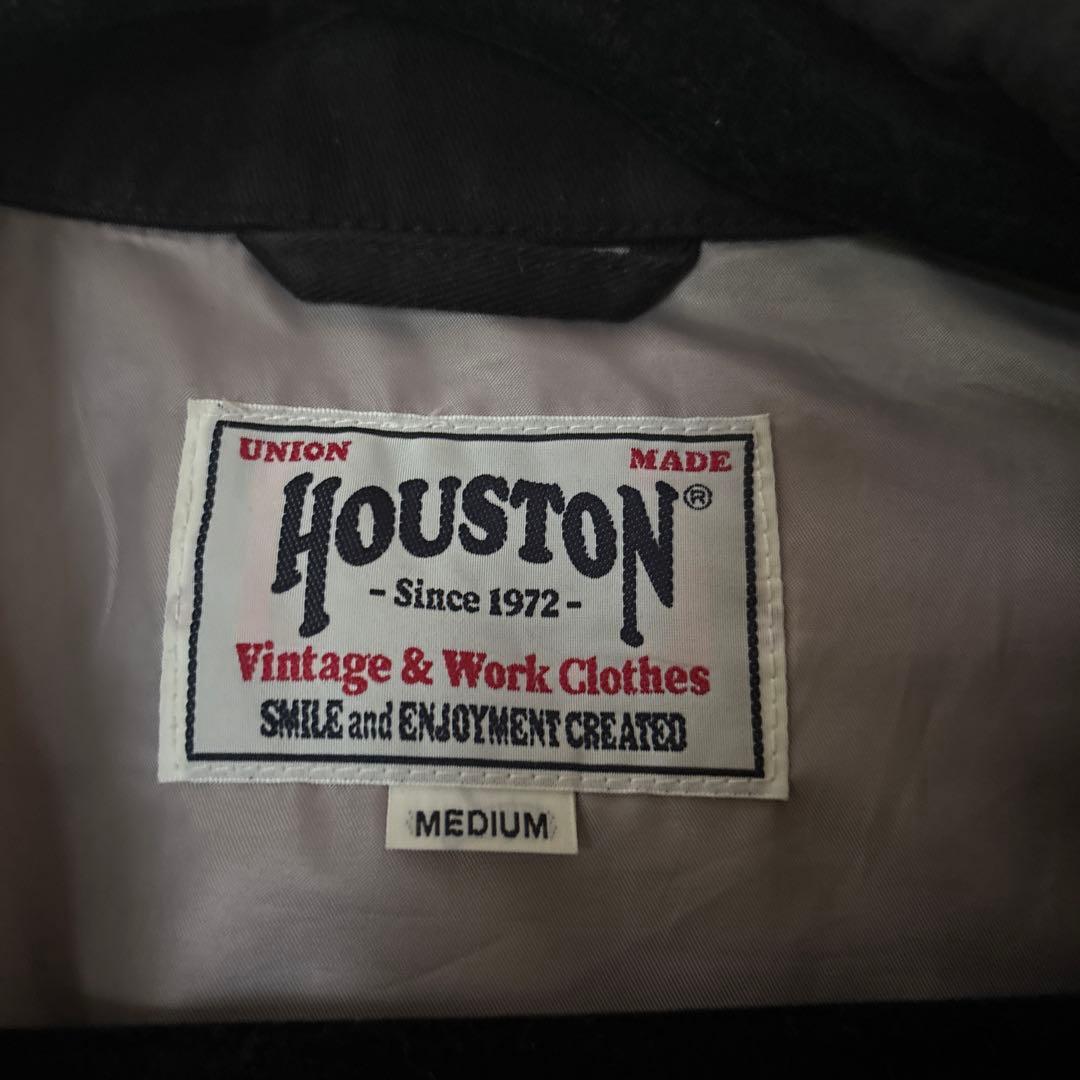 UNION MADE
HOUSTON®
- Since 1972 -
Vintage & Work Clothes
SMILE and ENJOYMENT CREATED
MEDIUM